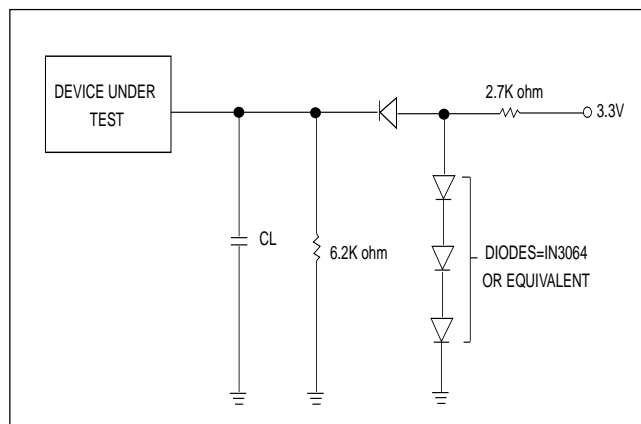 DEVICE UNDER
TEST
2.7K ohm
3.3V
CL
6.2K ohm
DIODES=IN3064
OR EQUIVALENT